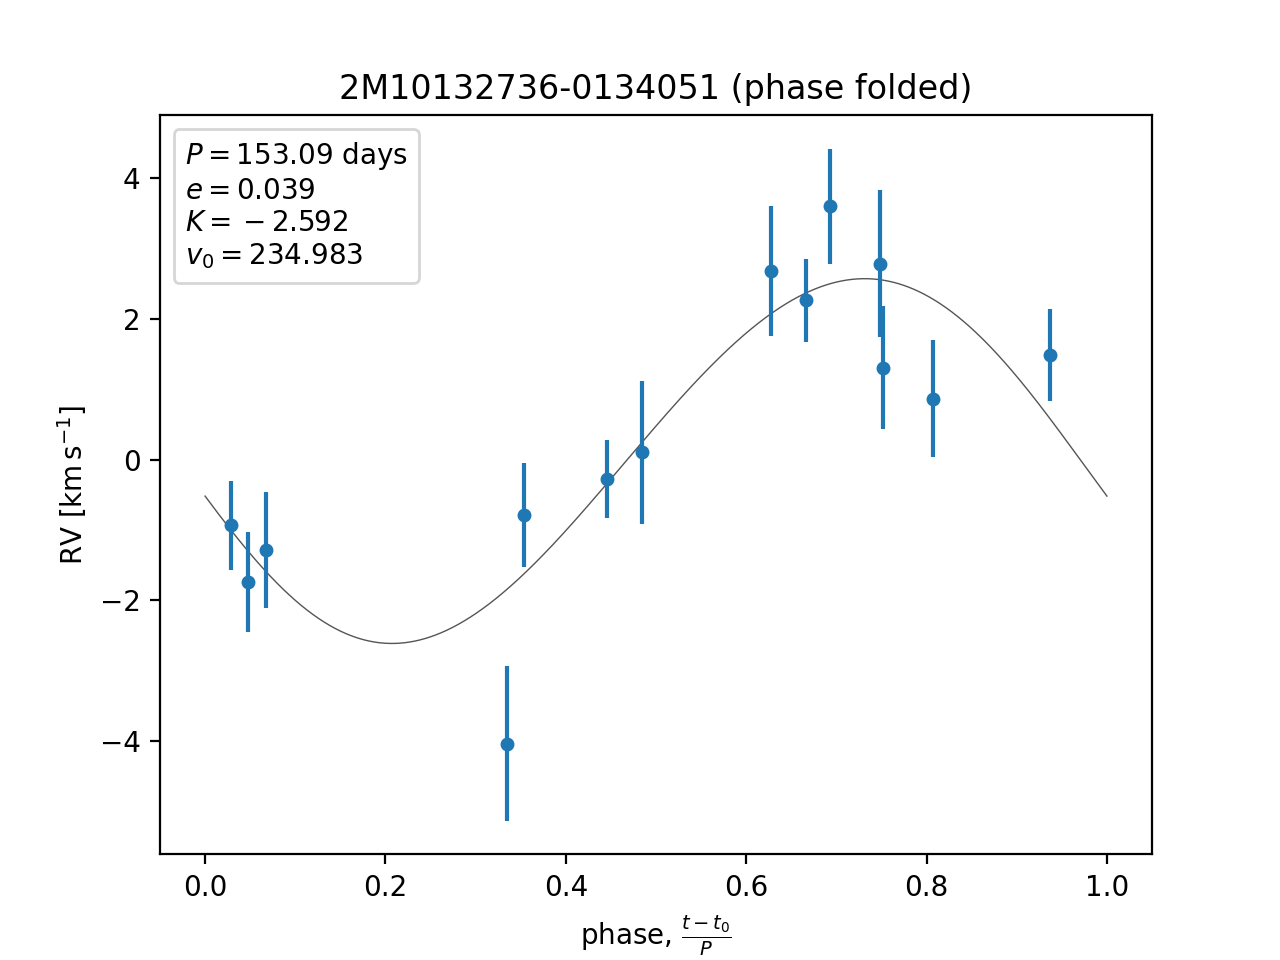 2M10132736-0134051 (phase folded)
P = 153.09 days
e = 0.039
K = −2.592
v₀ = 234.983
RV [km s⁻¹]
4
2
0
−2
−4
0.0 0.2 0.4 0.6 0.8 1.0
phase, (t − t₀)/P